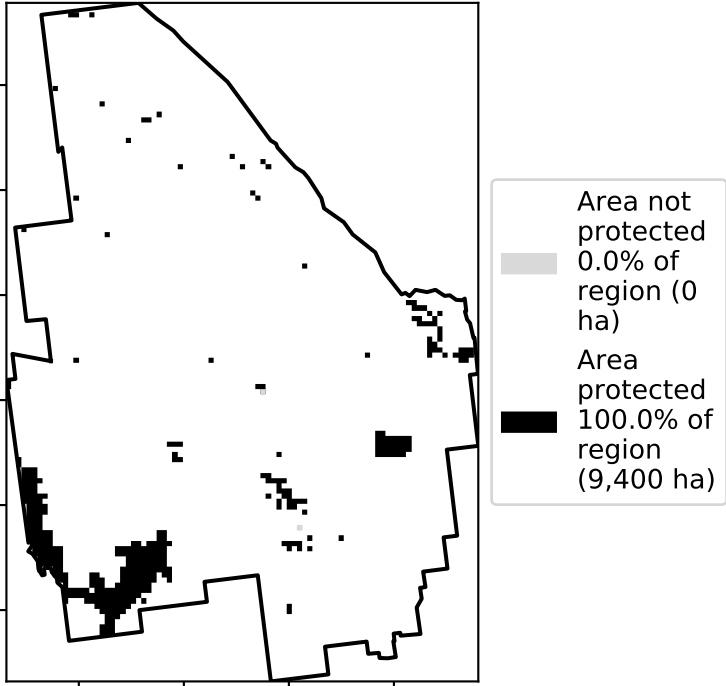 Area not
protected
0.0% of
region (0
ha)
Area
protected
100.0% of
region
(9,400 ha)